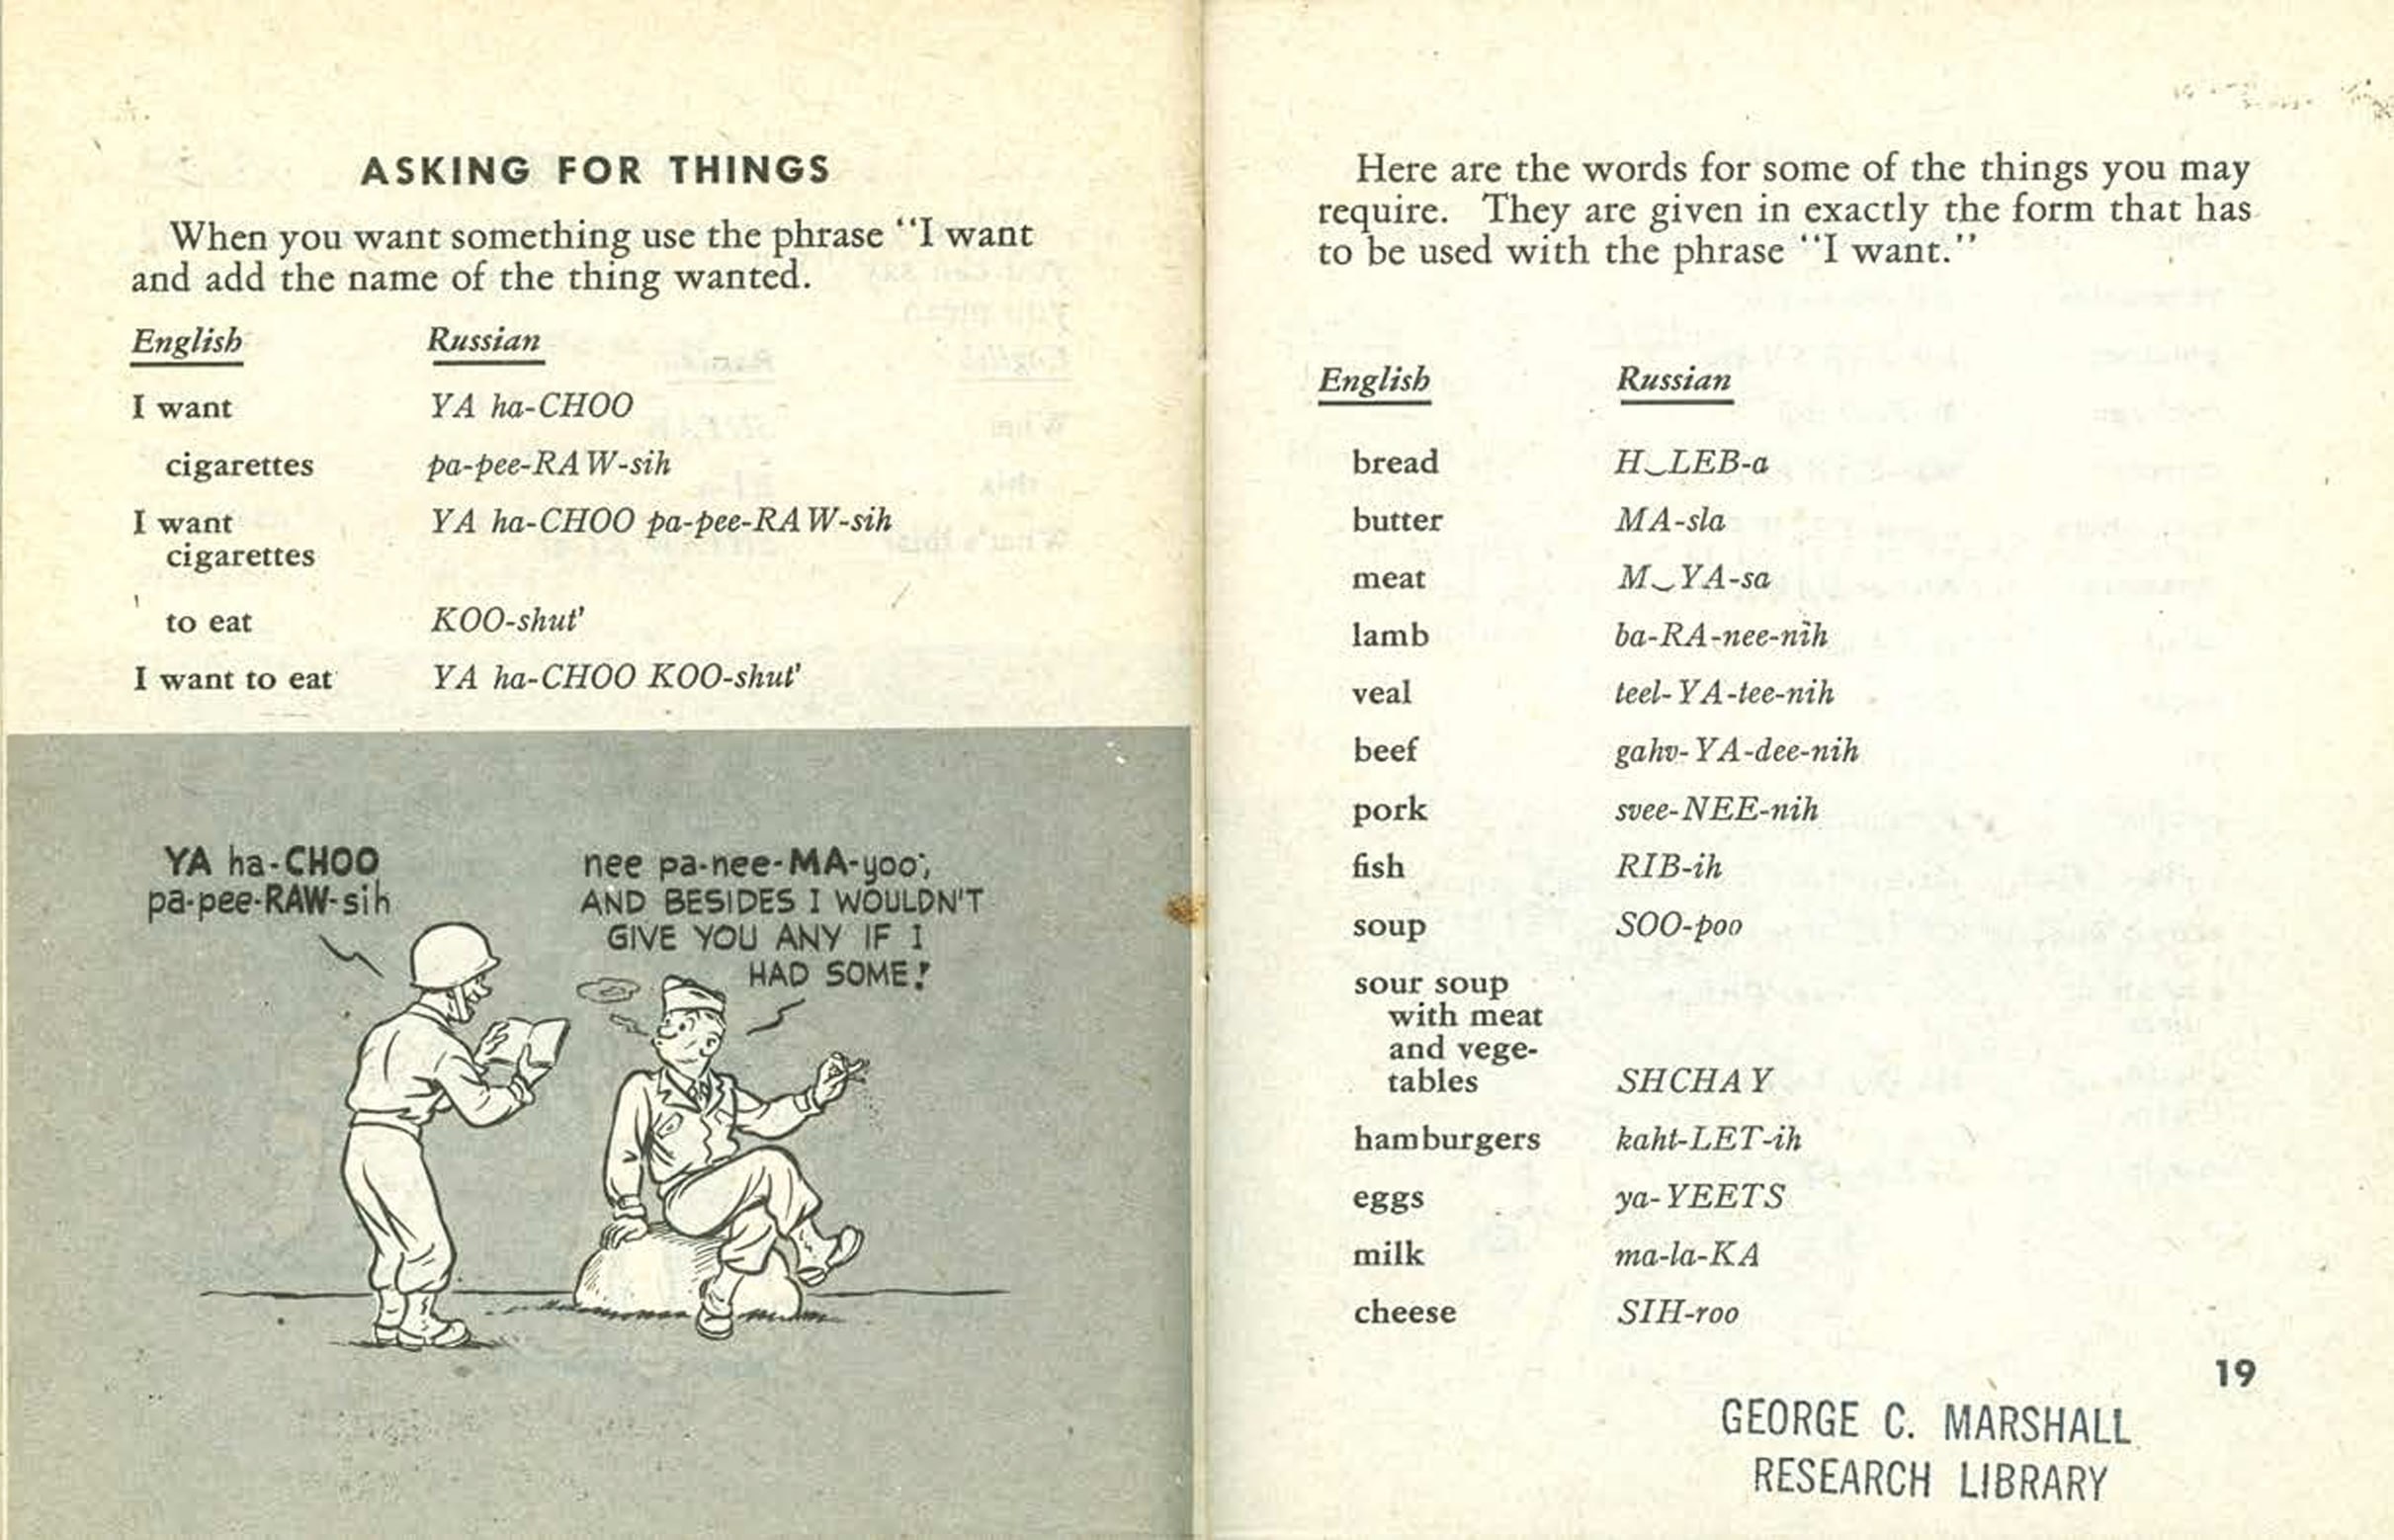 ASKING FOR THINGS
When you want something use the phrase "I want
and add the name of the thing wanted.
English Russian
I want YA ha-CHOO
cigarettes pa-pee-RAW-sih
I want YA ha-CHOO pa-pee-RAW-sih
cigarettes
to eat KOO-shut'
I want to eat YA ha-CHOO KOO-shut'
YA ha-CHOO
pa-pee-RAW-sih
nee pa-nee-MA-yoo;
AND BESIDES I WOULDN'T
GIVE YOU ANY IF I
HAD SOME!
Here are the words for some of the things you may
require. They are given in exactly the form that has
to be used with the phrase "I want."
English Russian
bread H‿LEB-a
butter MA-sla
meat M‿YA-sa
lamb ba-RA-nee-nih
veal teel-YA-tee-nih
beef gahv-YA-dee-nih
pork svee-NEE-nih
fish RIB-ih
soup SOO-poo
sour soup
with meat
and vege-
tables SHCHAY
hamburgers kaht-LET-ih
eggs ya-YEETS
milk ma-la-KA
cheese SIH-roo
19
GEORGE C. MARSHALL
RESEARCH LIBRARY